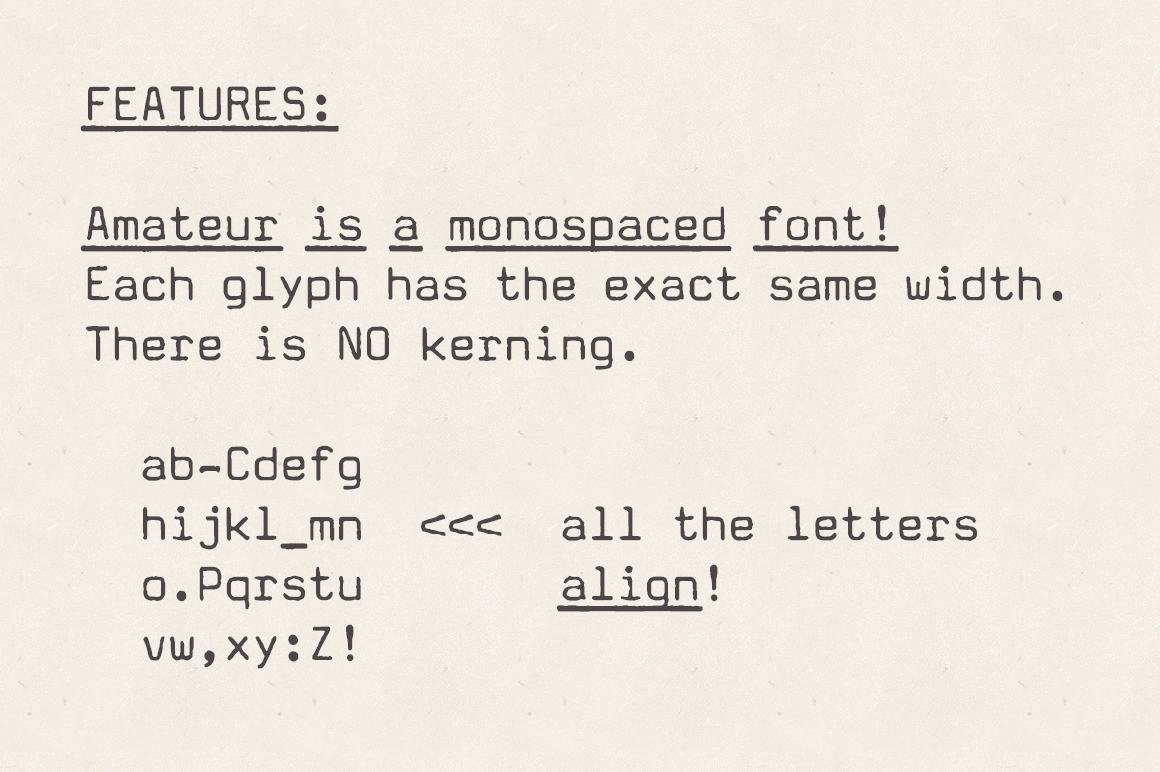 FEATURES:
Amateur is a monospaced font!
Each glyph has the exact same width.
There is NO kerning.
ab-Cdefg
hijkl_mn <<< all the letters
o.Pqrstu align!
vw,xy:Z!